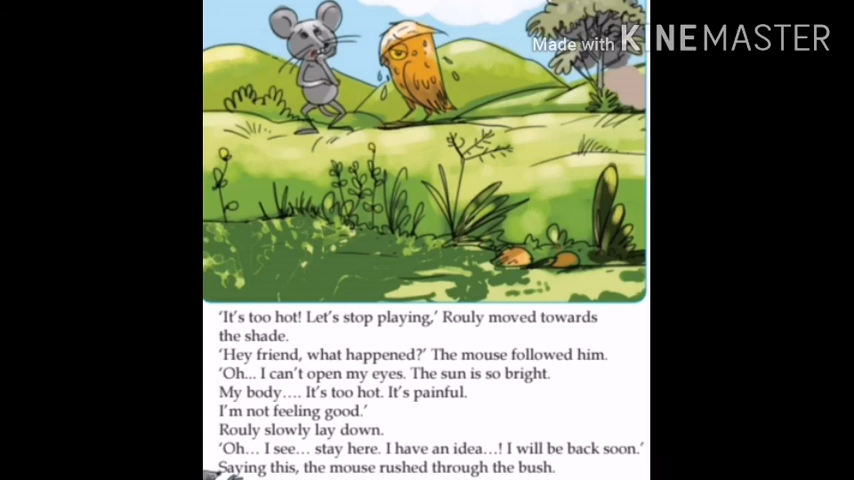 Made with KINEMASTER
‘It’s too hot! Let’s stop playing,’ Rouly moved towards
the shade.
‘Hey friend, what happened?’ The mouse followed him.
‘Oh... I can’t open my eyes. The sun is so bright.
My body…. It’s too hot. It’s painful.
I’m not feeling good.’
Rouly slowly lay down.
‘Oh… I see… stay here. I have an idea…! I will be back soon.’
Saying this, the mouse rushed through the bush.